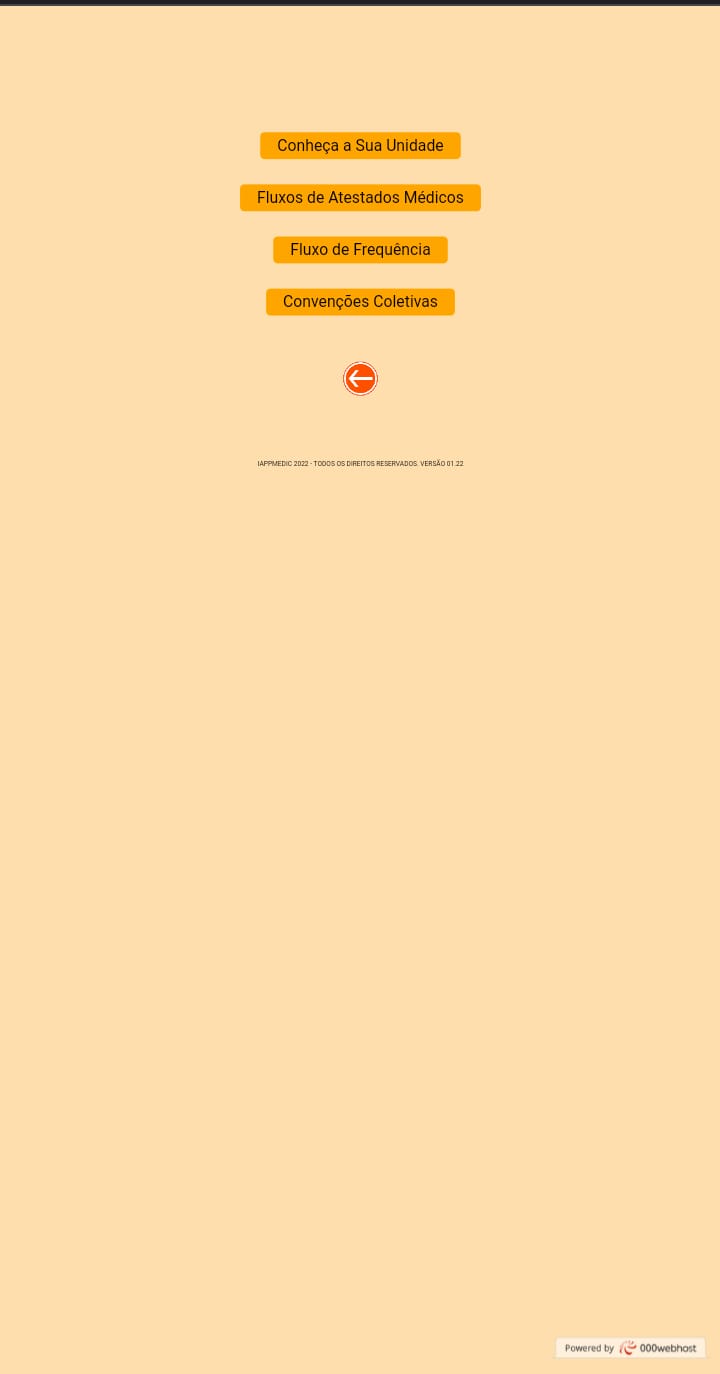 Conheça a Sua Unidade
Fluxos de Atestados Médicos
Fluxo de Frequência
Convenções Coletivas
IAPPMEDIC 2022 - TODOS OS DIREITOS RESERVADOS. VERSÃO 01.22
Powered by 000webhost